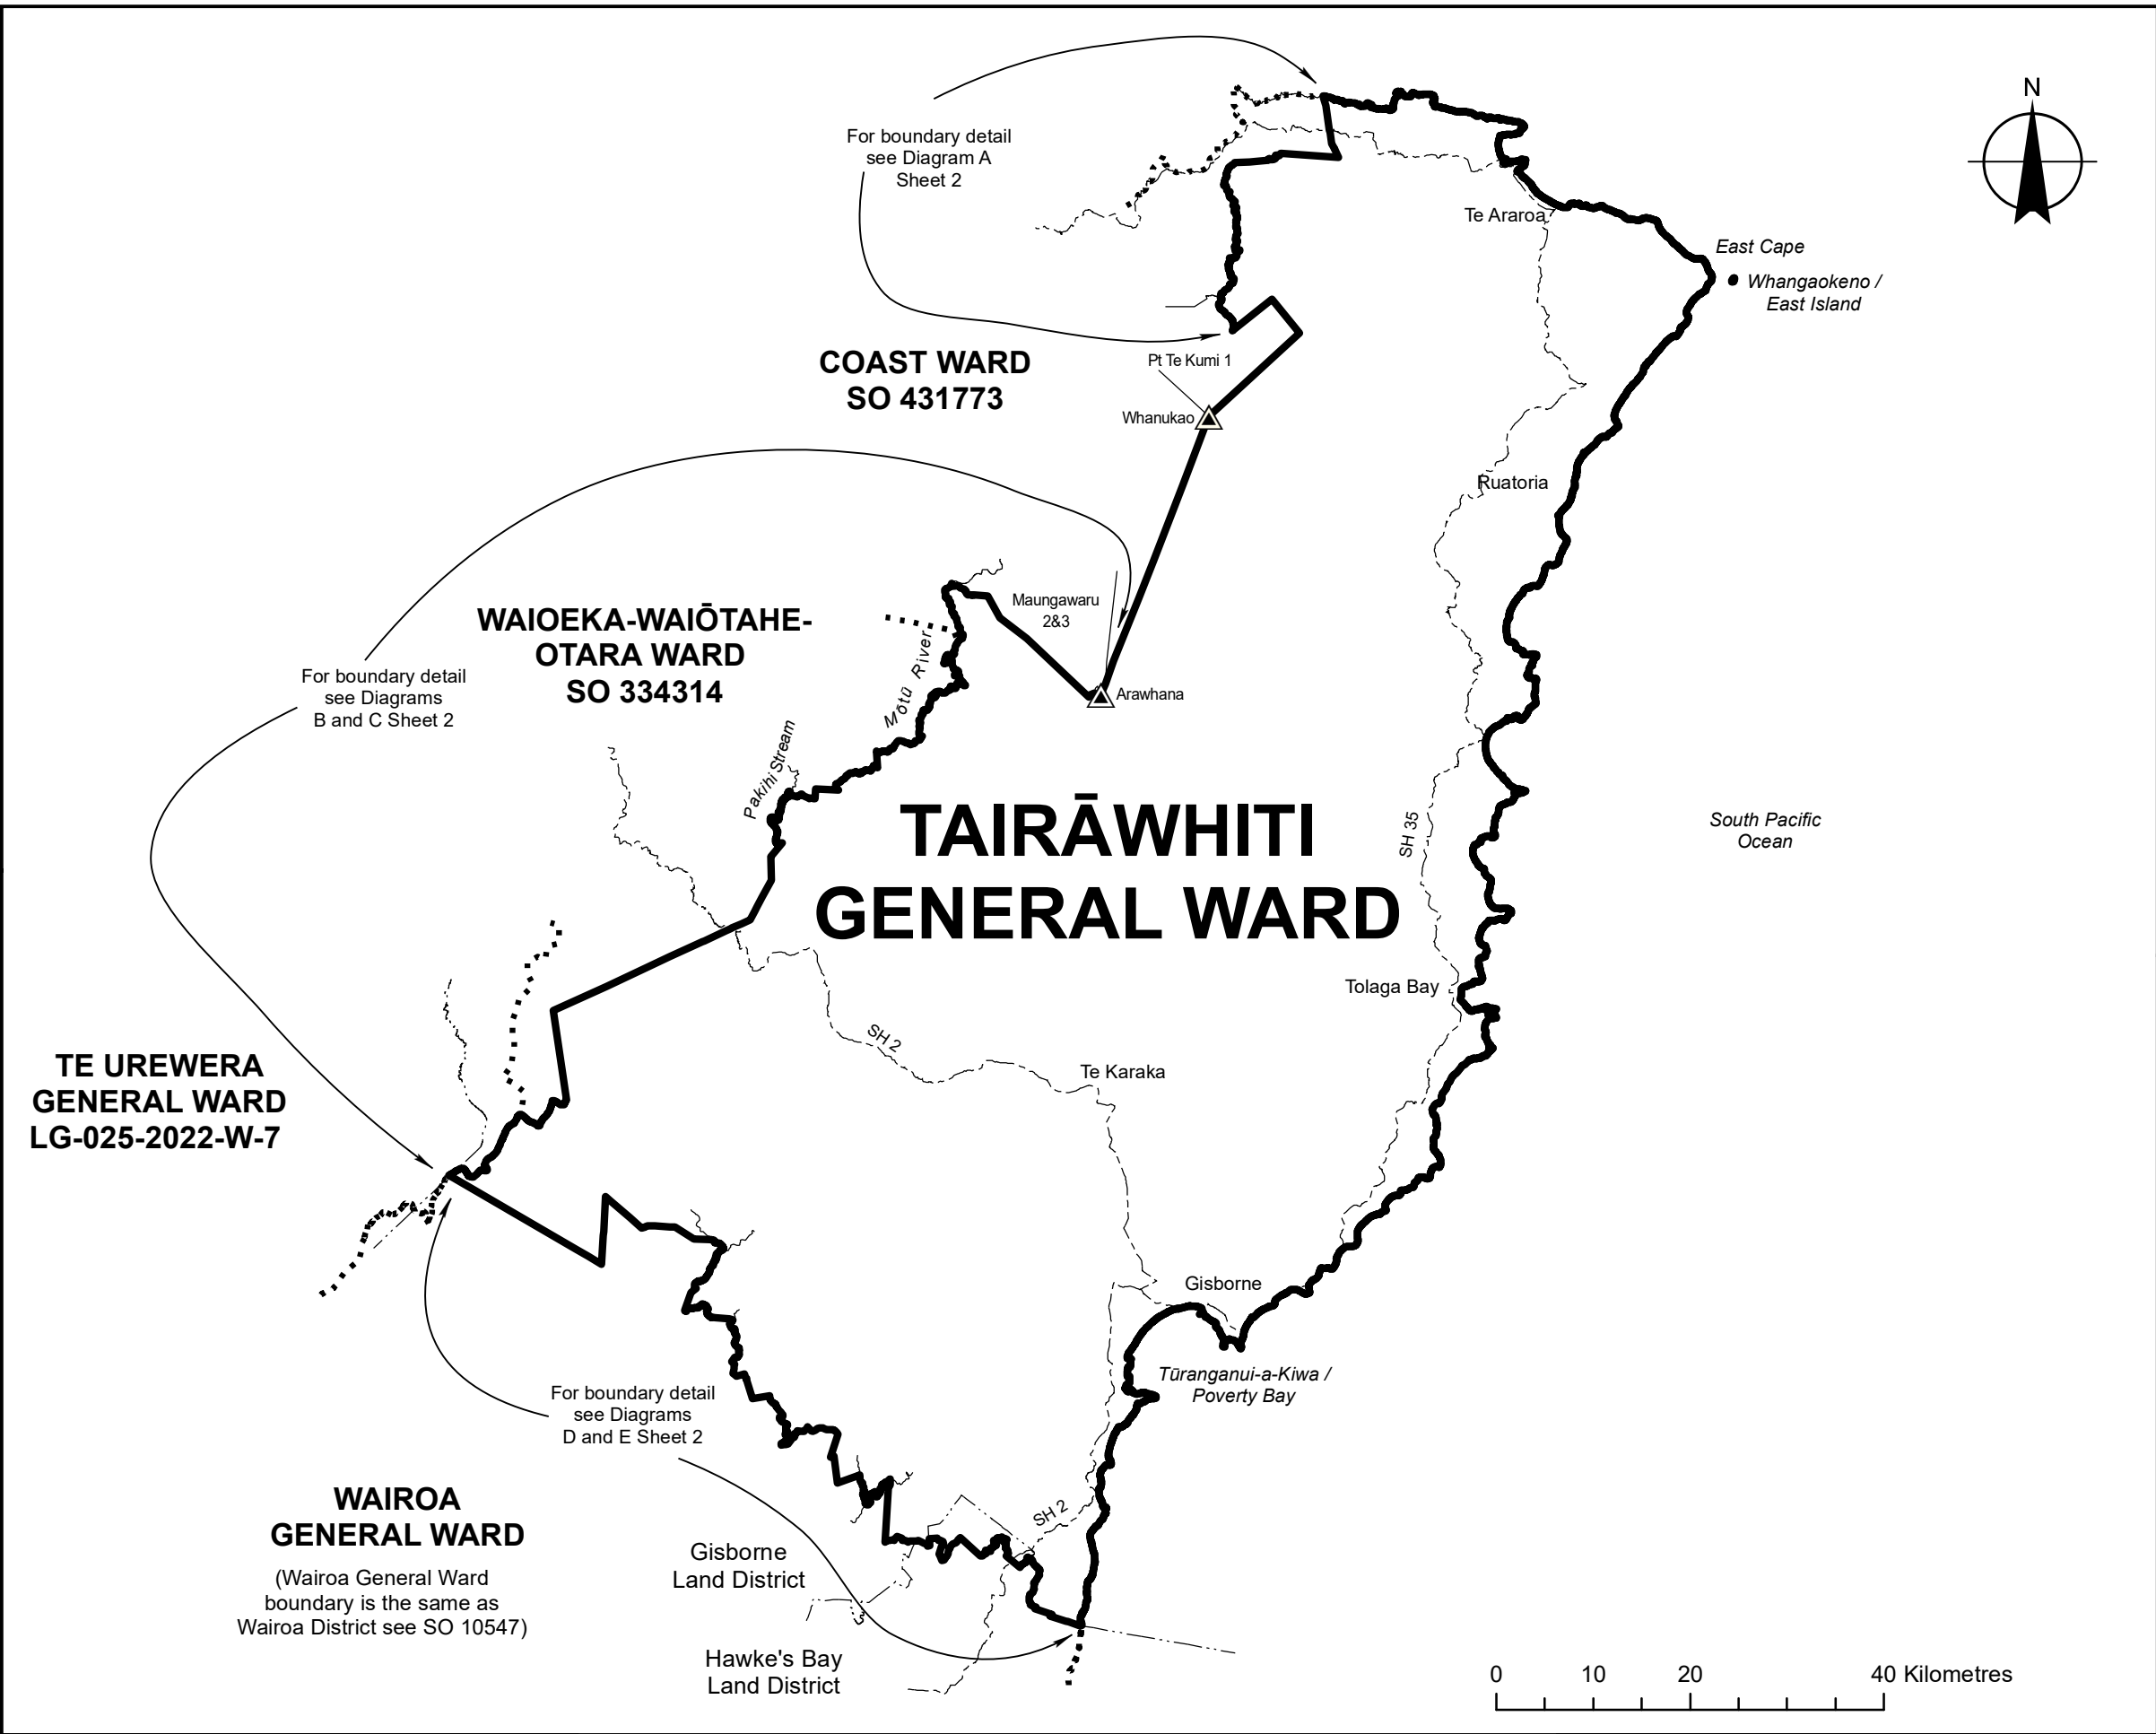 N
For boundary detail
see Diagram A
Sheet 2
Te Araroa
East Cape
Whangaokeno /
East Island
COAST WARD
SO 431773
Pt Te Kumi 1
Whanukao
Ruatoria
WAIOEKA-WAIŌTAHE-
OTARA WARD
SO 334314
Maungawaru
2&3
Mōtū River
Arawhana
For boundary detail
see Diagrams
B and C Sheet 2
Pakihi Stream
TAIRĀWHITI
GENERAL WARD
SH 35
South Pacific
Ocean
Tolaga Bay
SH 2
Te Karaka
TE UREWERA
GENERAL WARD
LG-025-2022-W-7
Gisborne
Tūranganui-a-Kiwa /
Poverty Bay
For boundary detail
see Diagrams
D and E Sheet 2
WAIROA
GENERAL WARD
(Wairoa General Ward
boundary is the same as
Wairoa District see SO 10547)
SH 2
Gisborne
Land District
Hawke's Bay
Land District
0 10 20 40 Kilometres